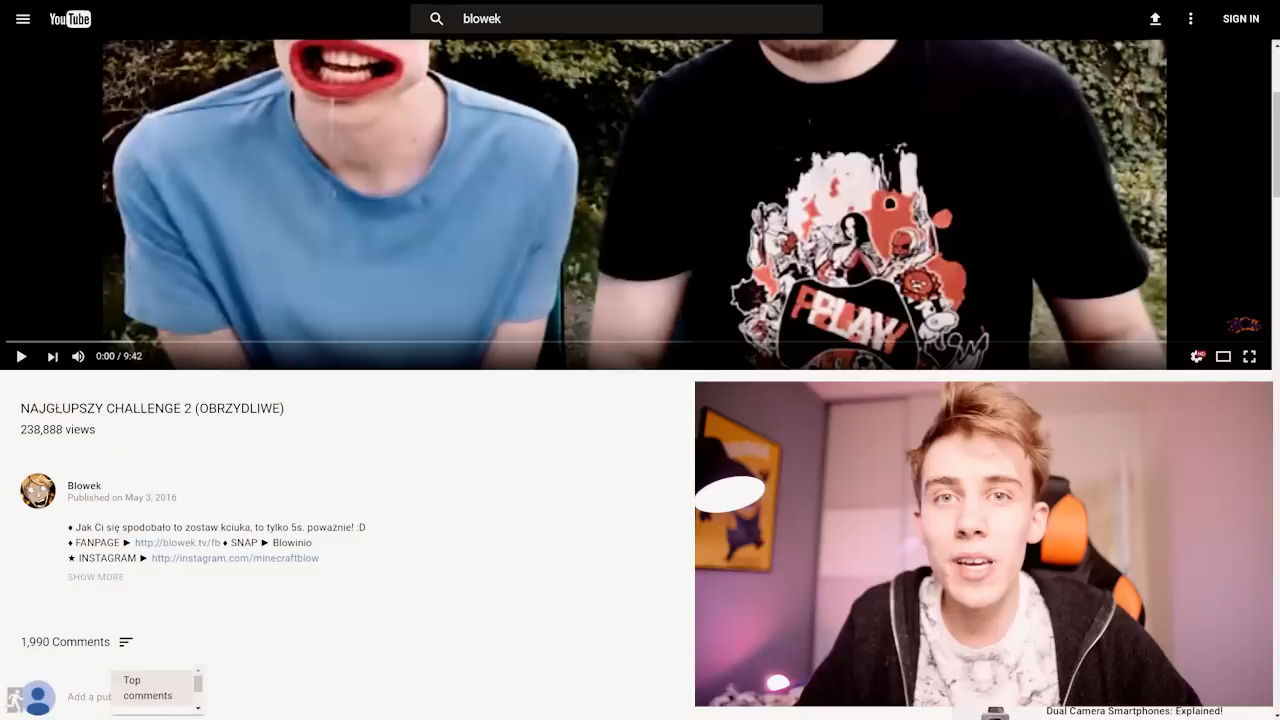 YouTube
blowek
SIGN IN
0:00 / 9:42
NAJGŁUPSZY CHALLENGE 2 (OBRZYDLIWE)
238,888 views
Blowek
Published on May 3, 2016
♦ Jak Ci się spodobało to zostaw kciuka, to tylko 5s. poważnie! :D
♦ FANPAGE ► http://blowek.tv/fb ♦ SNAP ► Blowinio
★ INSTAGRAM ► http://instagram.com/minecraftblow
SHOW MORE
1,990 Comments
Top
comments
Add a pub
Dual Camera Smartphones: Explained!